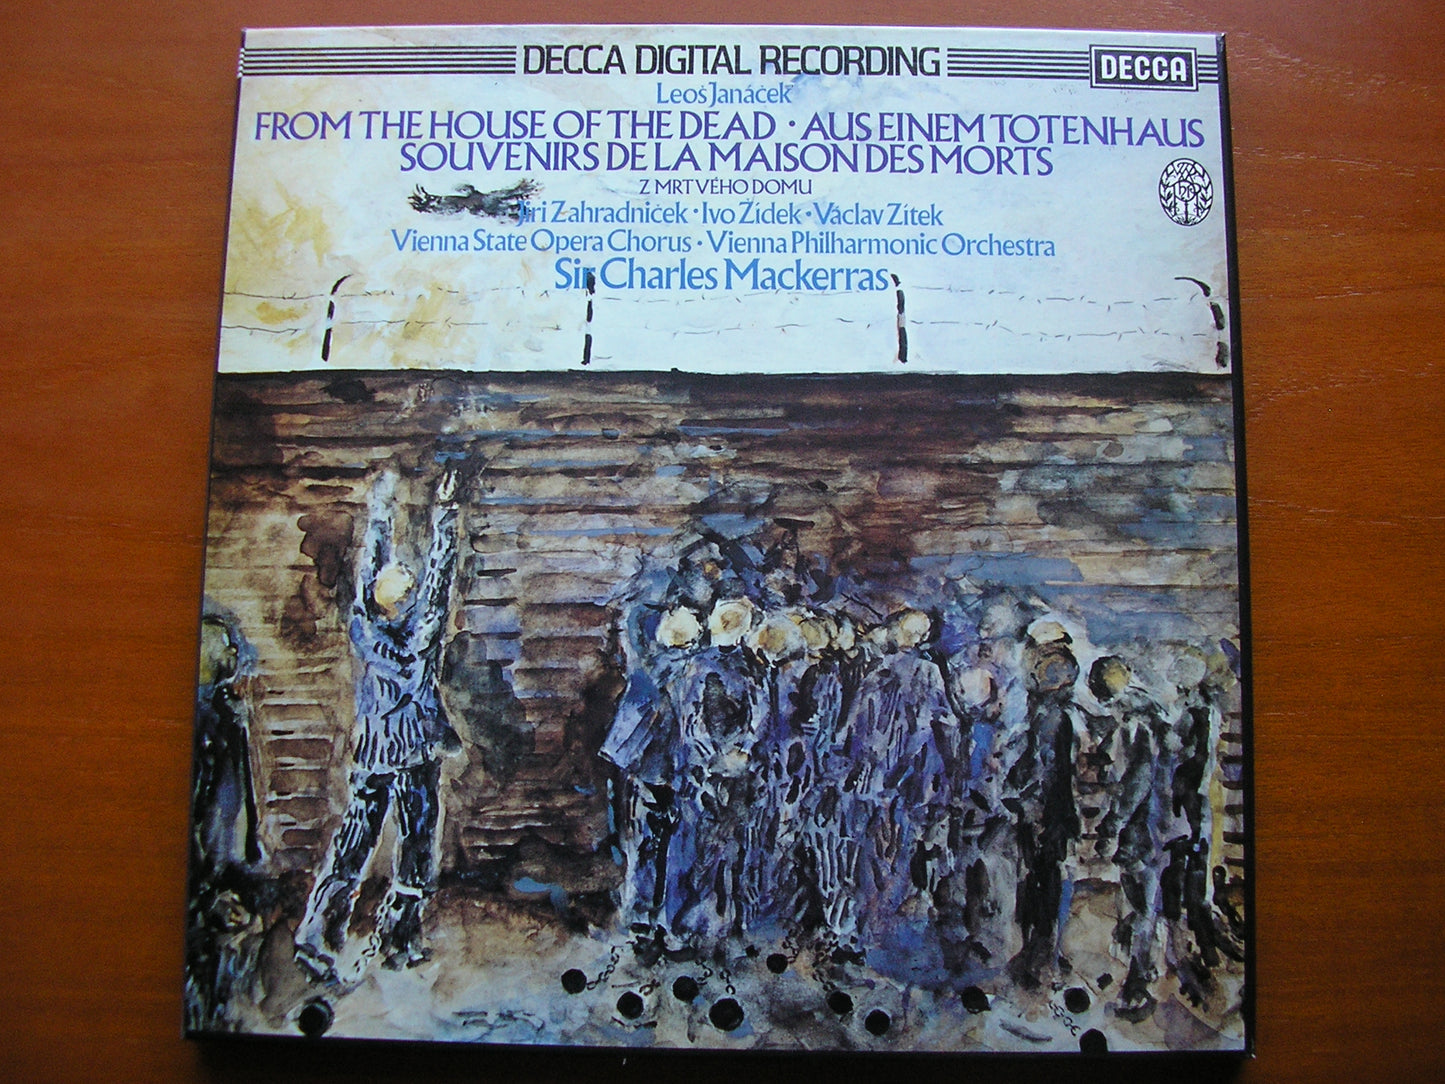 DECCA DIGITAL RECORDING
DECCA
Leoš Janáček
FROM THE HOUSE OF THE DEAD · AUS EINEM TOTENHAUS
SOUVENIRS DE LA MAISON DES MORTS
Z MRTVÉHO DOMU
Jiri Zahradníček · Ivo Žídek · Václav Zítek
Vienna State Opera Chorus · Vienna Philharmonic Orchestra
Sir Charles Mackerras